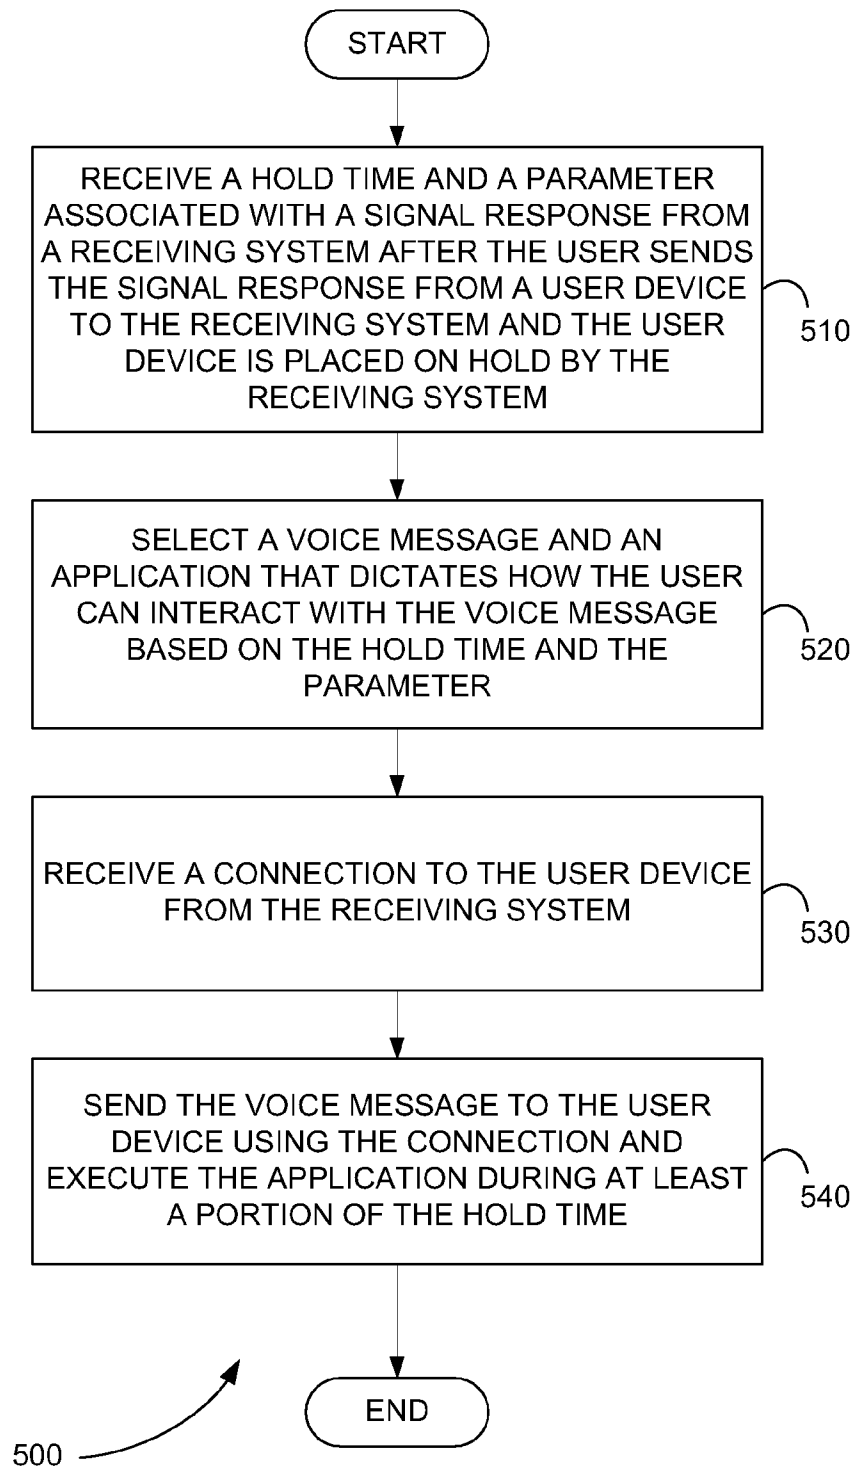 START
RECEIVE A HOLD TIME AND A PARAMETER
ASSOCIATED WITH A SIGNAL RESPONSE FROM
A RECEIVING SYSTEM AFTER THE USER SENDS
THE SIGNAL RESPONSE FROM A USER DEVICE
TO THE RECEIVING SYSTEM AND THE USER
DEVICE IS PLACED ON HOLD BY THE
RECEIVING SYSTEM
510
SELECT A VOICE MESSAGE AND AN
APPLICATION THAT DICTATES HOW THE USER
CAN INTERACT WITH THE VOICE MESSAGE
BASED ON THE HOLD TIME AND THE
PARAMETER
520
RECEIVE A CONNECTION TO THE USER DEVICE
FROM THE RECEIVING SYSTEM
530
SEND THE VOICE MESSAGE TO THE USER
DEVICE USING THE CONNECTION AND
EXECUTE THE APPLICATION DURING AT LEAST
A PORTION OF THE HOLD TIME
540
END
500